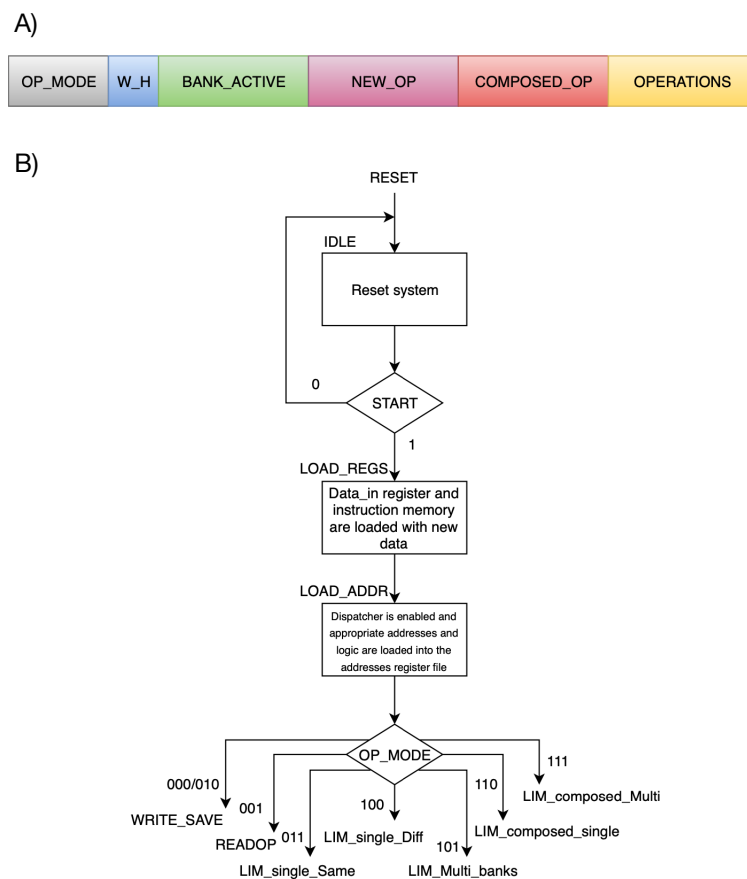 A)
OP_MODE W_H BANK_ACTIVE NEW_OP COMPOSED_OP OPERATIONS
B)
RESET
IDLE
Reset system
0
START
1
LOAD_REGS
Data_in register and
instruction memory
are loaded with new
data
LOAD_ADDR
Dispatcher is enabled and
appropriate addresses and
logic are loaded into the
addresses register file
OP_MODE
000/010
WRITE_SAVE
001
READOP
011
LIM_single_Same
100
LIM_single_Diff
101
LIM_Multi_banks
110
LIM_composed_single
111
LIM_composed_Multi